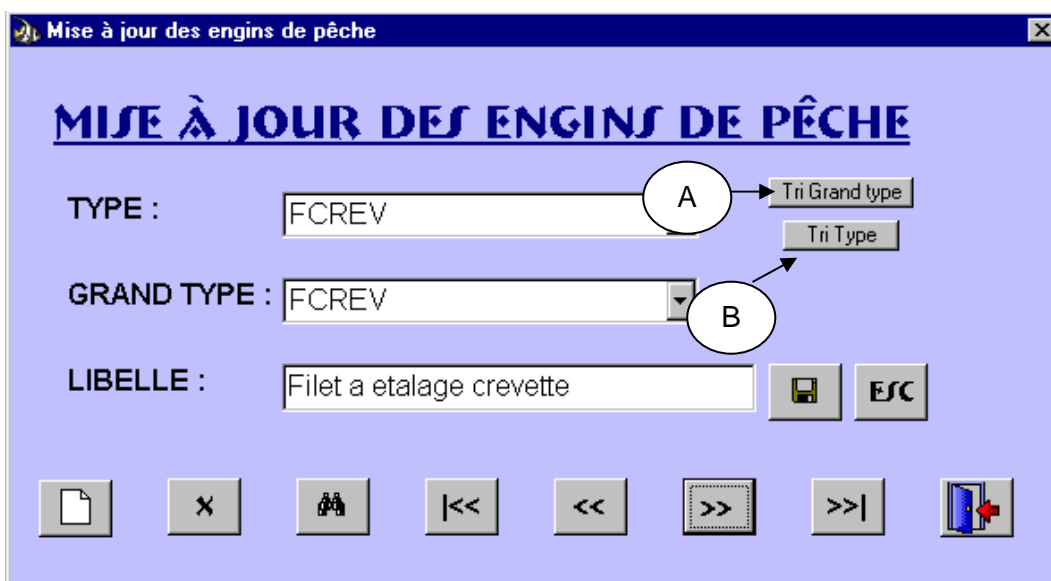 Mise à jour des engins de pêche
MISE À JOUR DES ENGINS DE PÊCHE
TYPE :
FCREV
A
Tri Grand type
Tri Type
GRAND TYPE :
FCREV
B
LIBELLE :
Filet a etalage crevette
ESC
x
|<<
<<
>>
>>|